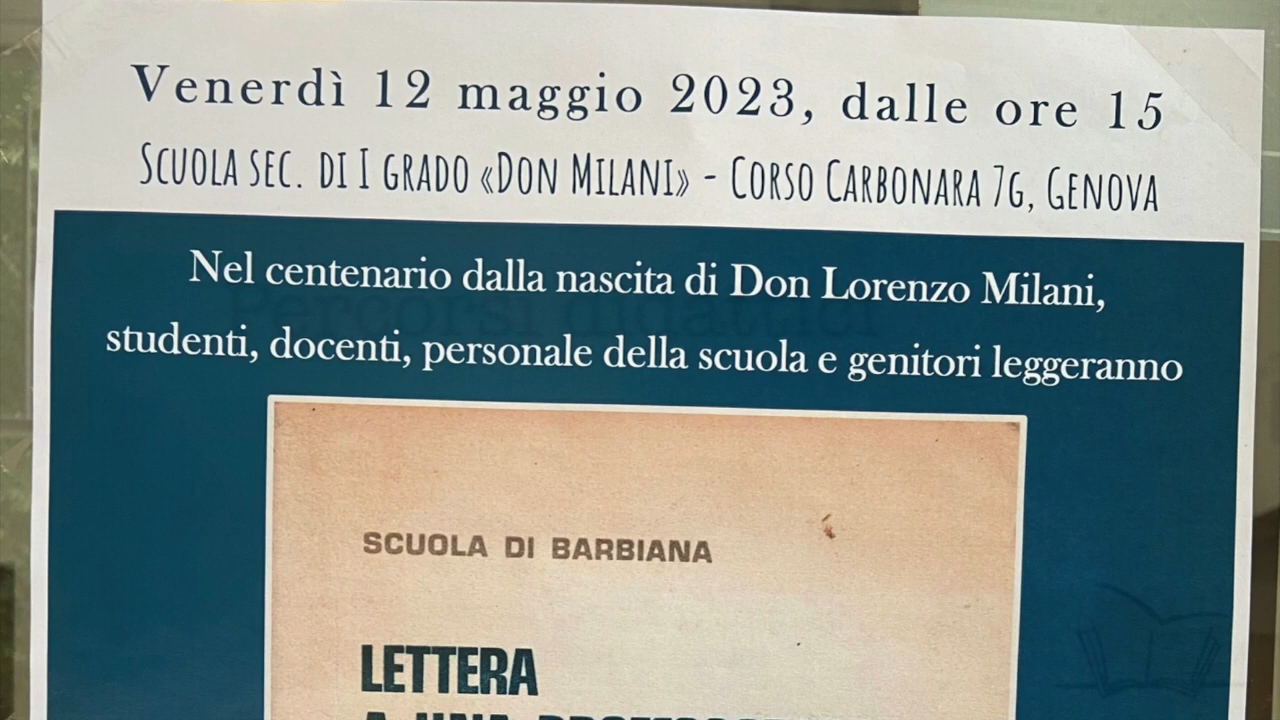 Venerdì 12 maggio 2023, dalle ore 15
SCUOLA SEC. DI I GRADO «DON MILANI» - CORSO CARBONARA 7G, GENOVA
Nel centenario dalla nascita di Don Lorenzo Milani,
studenti, docenti, personale della scuola e genitori leggeranno
SCUOLA DI BARBIANA
LETTERA
A UNA